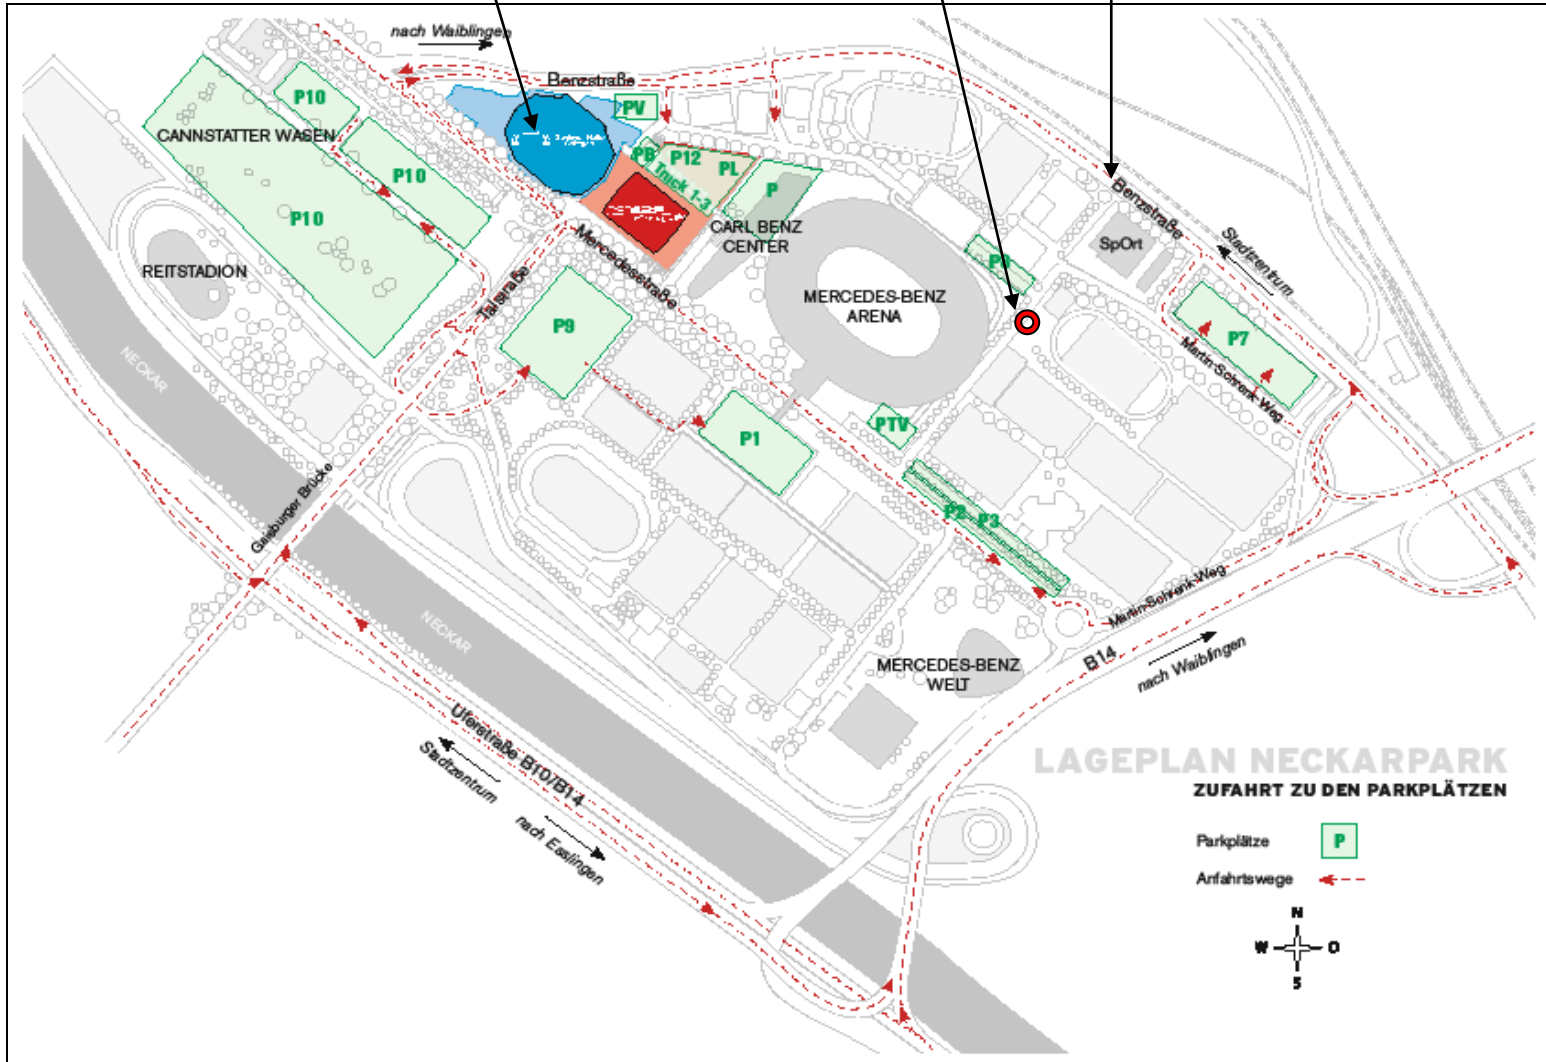 nach Waiblingen
Benzstraße
P10
PV
CANNSTATTER WASEN
PB
P12
PL
P10
Truck 1-3
P
Benzstraße
P10
CARL BENZ
CENTER
SpOrt
Stadtzentrum
Mercedesstraße
REITSTADION
Talstraße
MERCEDES-BENZ
ARENA
P9
P7
Martin-Schrenk-Weg
NECKAR
PTV
P1
Gaisburger Brücke
P2
P3
Martin-Schrenk-Weg
NECKAR
B14
nach Waiblingen
MERCEDES-BENZ
WELT
Uferstraße B10/B14
Stadtzentrum
nach Esslingen
LAGEPLAN NECKARPARK
ZUFAHRT ZU DEN PARKPLÄTZEN
Parkplätze
P
Anfahrtswege
N
W
O
S